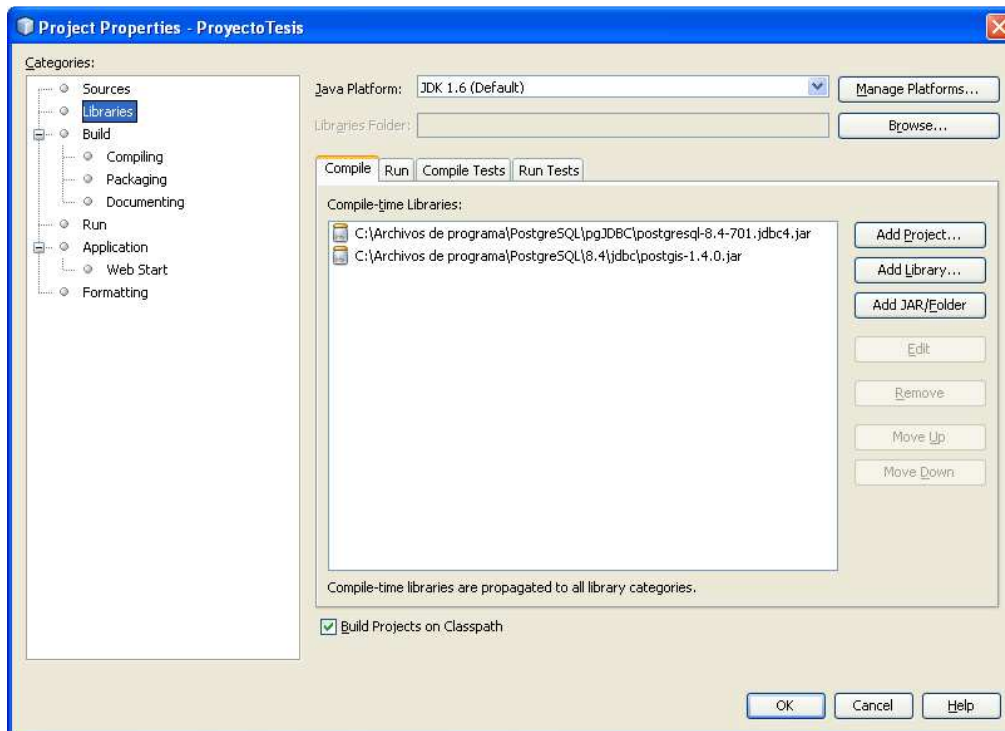 Project Properties - ProyectoTesis
Categories:
Sources
Libraries
Build
Compiling
Packaging
Documenting
Run
Application
Web Start
Formatting
Java Platform: JDK 1.6 (Default) Manage Platforms...
Libraries Folder: Browse...
Compile Run Compile Tests Run Tests
Compile-time Libraries:
C:\Archivos de programa\PostgreSQL\pgJDBC\postgresql-8.4-701.jdbc4.jar
C:\Archivos de programa\PostgreSQL\8.4\jdbc\postgis-1.4.0.jar
Add Project...
Add Library...
Add JAR/Folder
Edit
Remove
Move Up
Move Down
Compile-time libraries are propagated to all library categories.
Build Projects on Classpath
OK Cancel Help